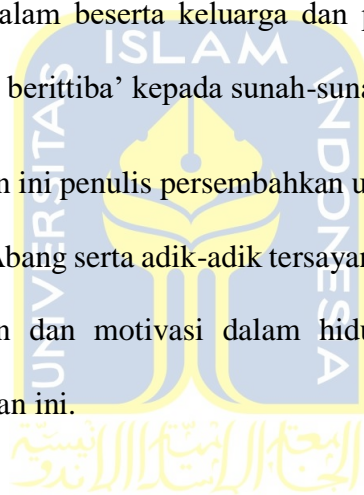 alam beserta keluarga dan p
berittiba' kepada sunah-suna
n ini penulis persembahkan u
Abang serta adik-adik tersayan
n dan motivasi dalam hidu
an ini.
UNIVERSITAS
ISLAM
INDONESIA